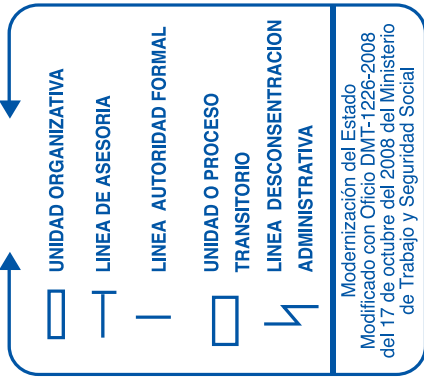 UNIDAD ORGANIZATIVA
LINEA DE ASESORIA
LINEA AUTORIDAD FORMAL
UNIDAD O PROCESO
TRANSITORIO
LINEA DESCONSENTRACION
ADMINISTRATIVA
Modernización del Estado
Modificado con Oficio DMT-1226-2008
del 17 de octubre del 2008 del Ministerio
de Trabajo y Seguridad Social